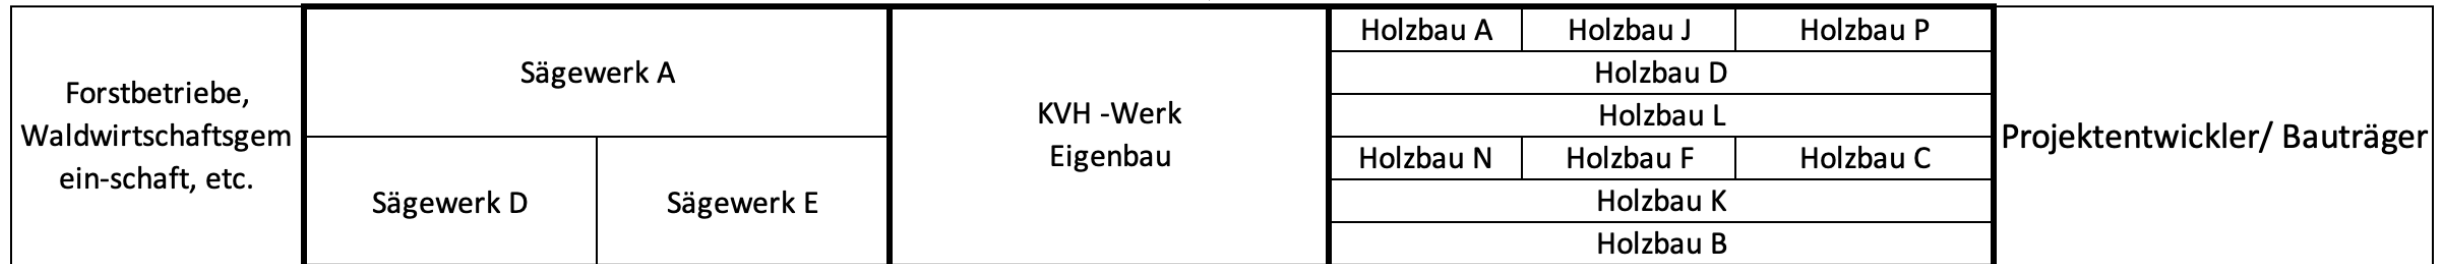 Forstbetriebe,
Waldwirtschaftsgem
ein-schaft, etc.
Sägewerk A
Sägewerk D
Sägewerk E
KVH -Werk
Eigenbau
Holzbau A
Holzbau J
Holzbau P
Holzbau D
Holzbau L
Holzbau N
Holzbau F
Holzbau C
Holzbau K
Holzbau B
Projektentwickler/ Bauträger